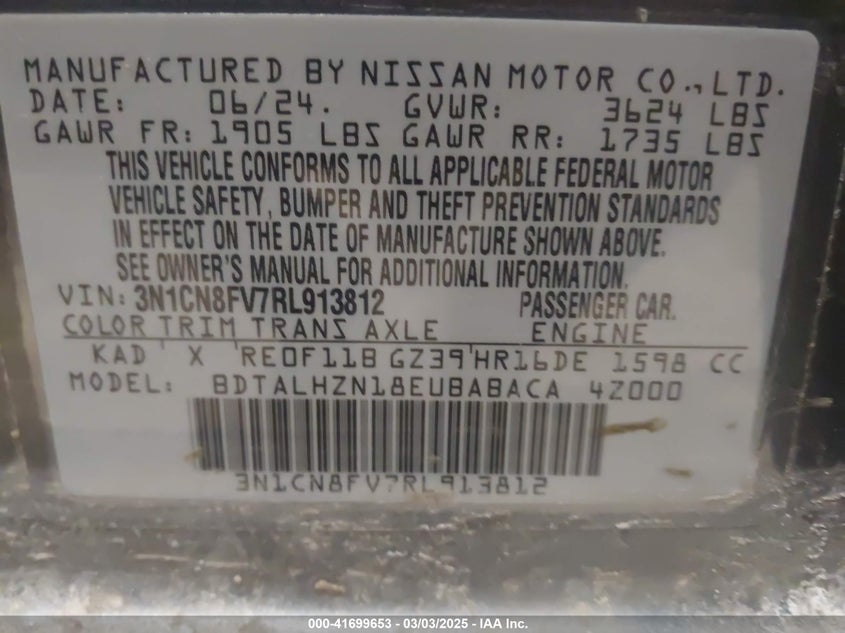 MANUFACTURED BY NISSAN MOTOR CO., LTD.
DATE: 06/24. GVWR: 3624 LBS
GAWR FR: 1905 LBS GAWR RR: 1735 LBS
THIS VEHICLE CONFORMS TO ALL APPLICABLE FEDERAL MOTOR
VEHICLE SAFETY, BUMPER AND THEFT PREVENTION STANDARDS
IN EFFECT ON THE DATE OF MANUFACTURE SHOWN ABOVE.
SEE OWNER'S MANUAL FOR ADDITIONAL INFORMATION.
VIN: 3N1CN8FV7RL913812 PASSENGER CAR.
COLOR TRIM TRANS AXLE ENGINE
KAD X RE0F11B GZ39 HR16DE 1598 CC
MODEL: BDTALHZN18EUBABACA 4Z000
3N1CN8FV7RL913812
000-41699653 - 03/03/2025 - IAA Inc.